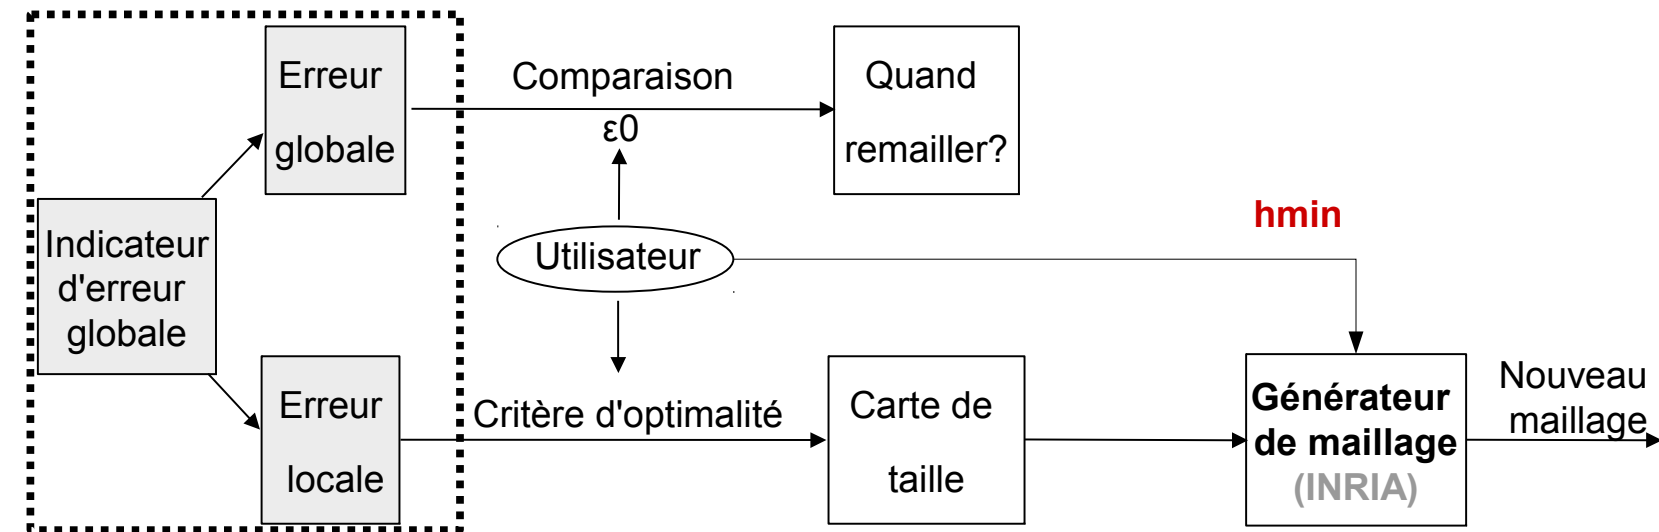 Erreur
globale
Comparaison
ε0
Quand
remailler?
Indicateur
d'erreur
globale
Utilisateur
hmin
Erreur
locale
Critère d'optimalité
Carte de
taille
Générateur
de maillage
(INRIA)
Nouveau
maillage